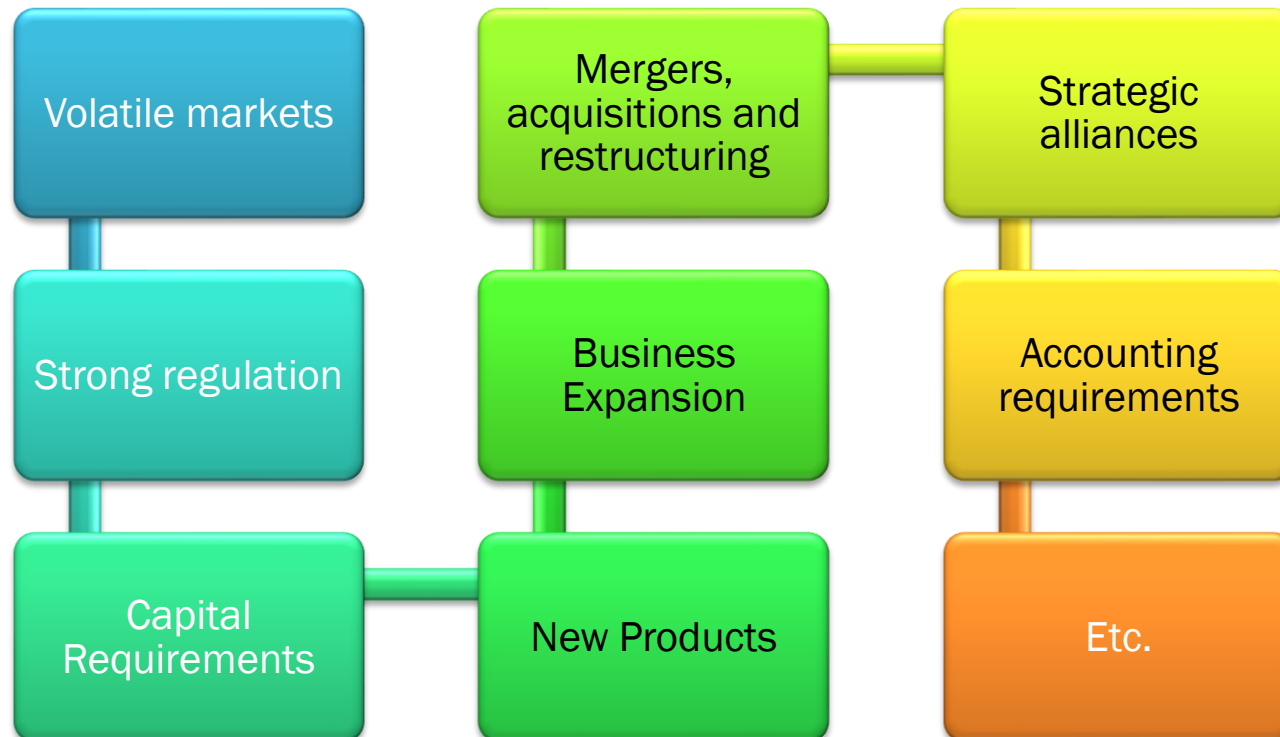 Volatile markets
Strong regulation
Capital
Requirements
New Products
Business
Expansion
Mergers,
acquisitions and
restructuring
Strategic
alliances
Accounting
requirements
Etc.